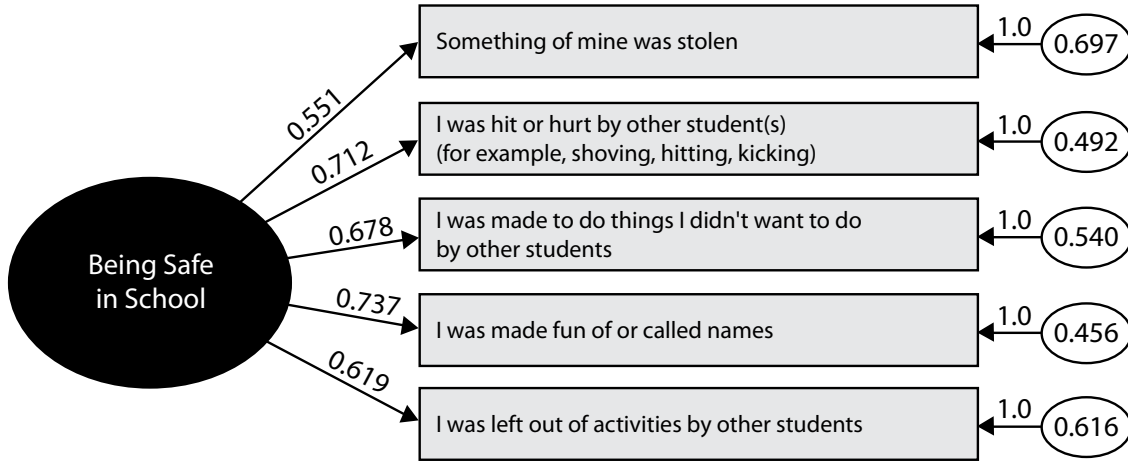 Being Safe
in School
0.551
0.712
0.678
0.737
0.619
Something of mine was stolen
1.0
0.697
I was hit or hurt by other student(s)
(for example, shoving, hitting, kicking)
1.0
0.492
I was made to do things I didn't want to do
by other students
1.0
0.540
I was made fun of or called names
1.0
0.456
I was left out of activities by other students
1.0
0.616